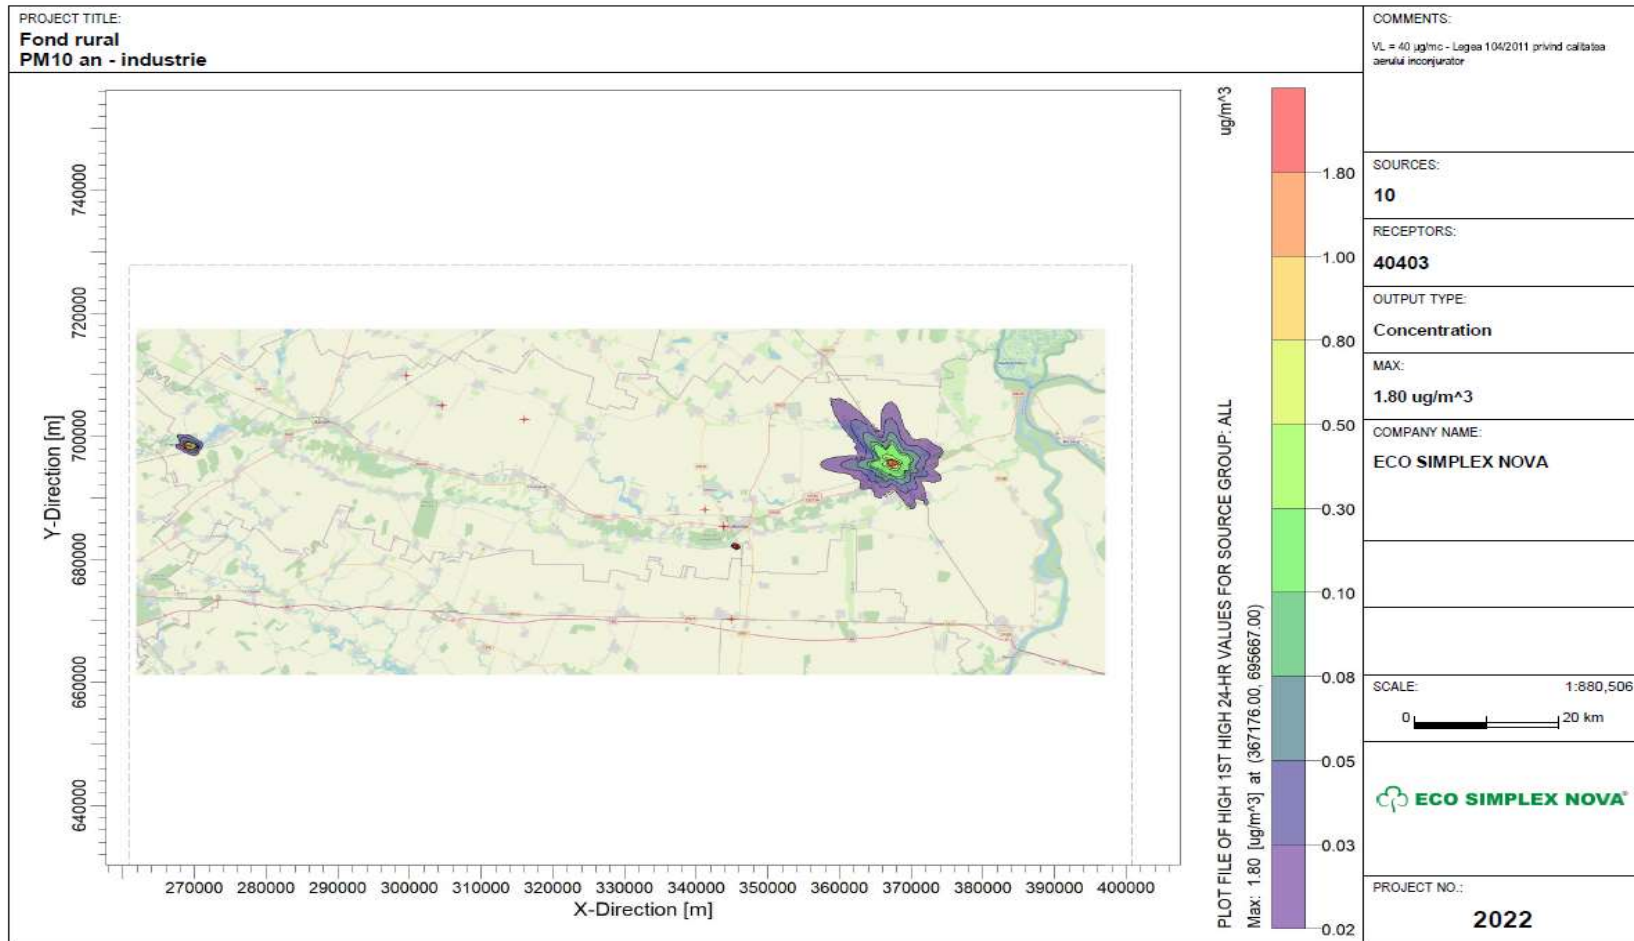 PROJECT TITLE:
Fond rural
PM10 an - industrie
COMMENTS:
VL = 40 µg/mc - Legea 104/2011 privind calitatea
aerului inconjurator
SOURCES:
10
RECEPTORS:
40403
OUTPUT TYPE:
Concentration
MAX:
1.80 ug/m^3
COMPANY NAME:
ECO SIMPLEX NOVA
SCALE:
1:880,506
0
20 km
ECO SIMPLEX NOVA®
PROJECT NO.:
2022
Y-Direction [m]
740000
720000
700000
680000
660000
640000
270000 280000 290000 300000 310000 320000 330000 340000 350000 360000 370000 380000 390000 400000
X-Direction [m]
PLOT FILE OF HIGH 1ST HIGH 24-HR VALUES FOR SOURCE GROUP: ALL
Max: 1.80 [ug/m^3] at (367176.00, 695667.00)
ug/m^3
1.80
1.00
0.80
0.50
0.30
0.10
0.08
0.05
0.03
0.02